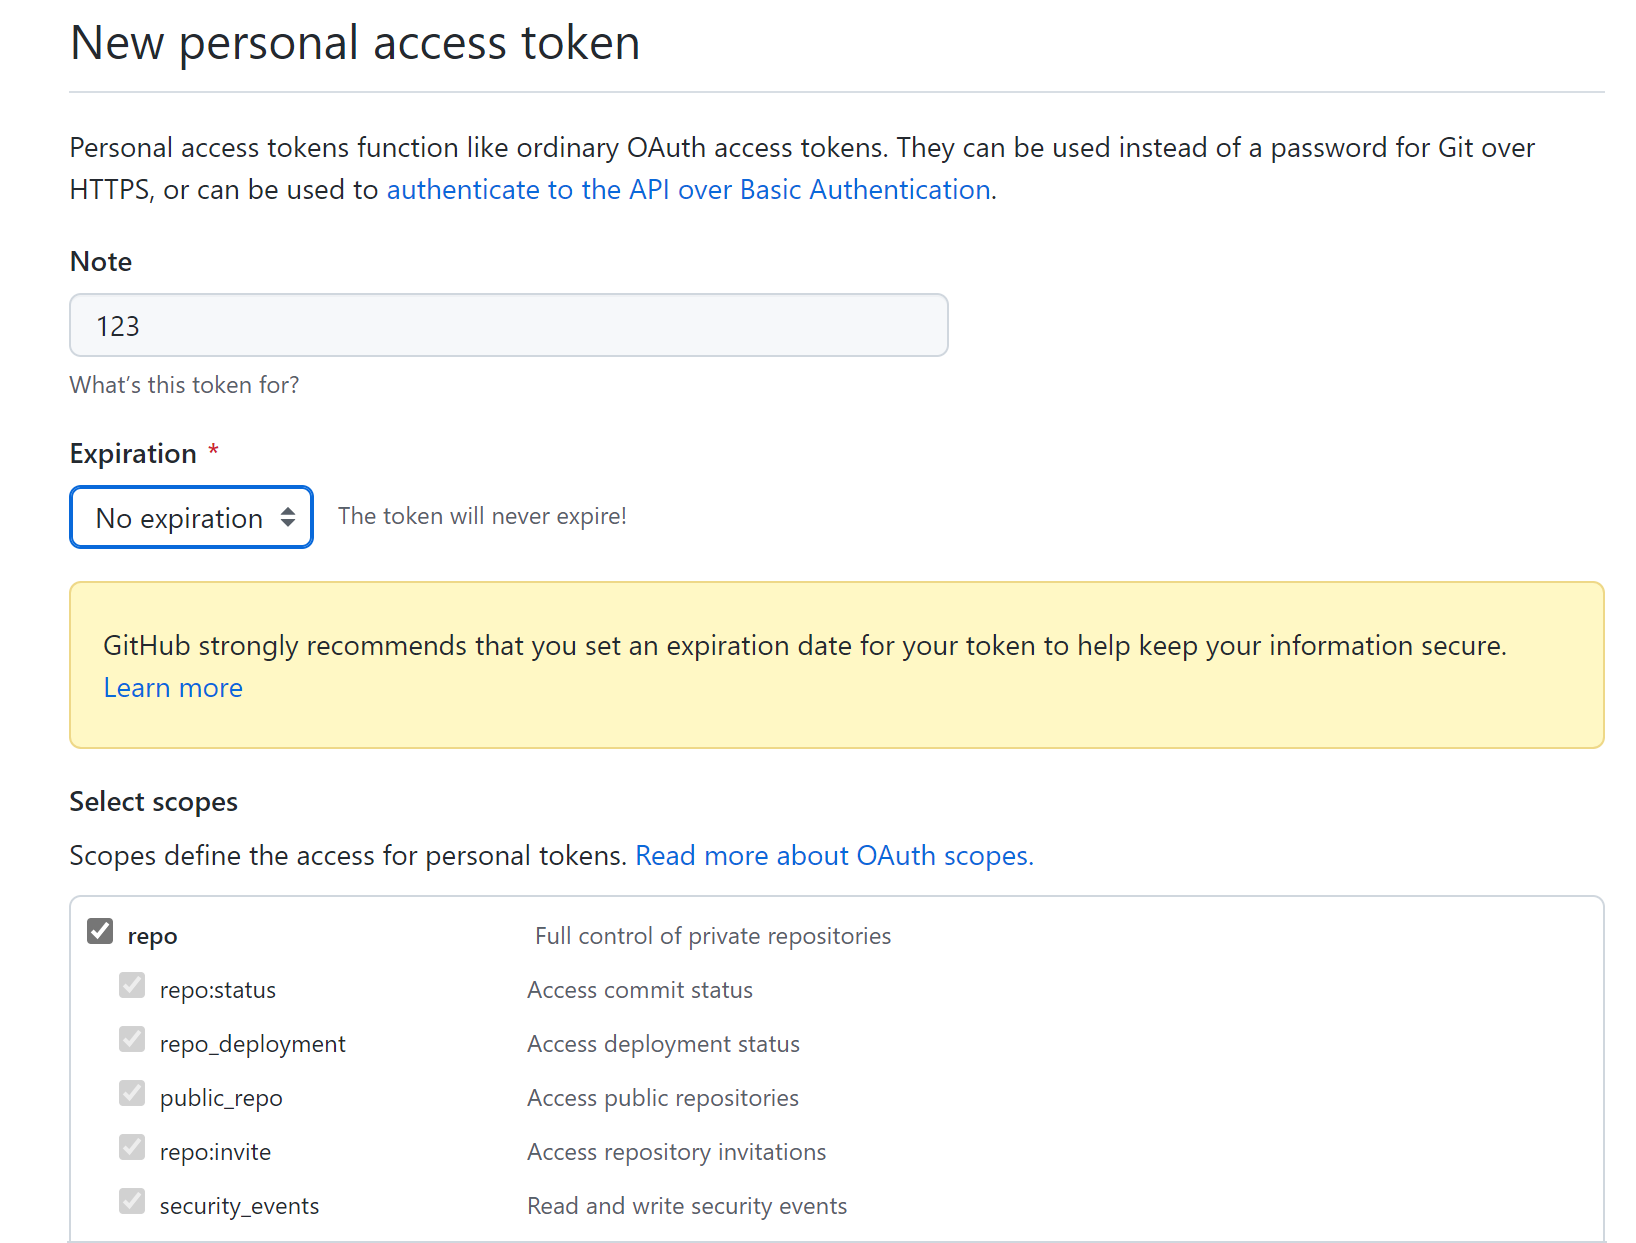 New personal access token
Personal access tokens function like ordinary OAuth access tokens. They can be used instead of a password for Git over
HTTPS, or can be used to authenticate to the API over Basic Authentication.
Note
123
What's this token for?
Expiration *
No expiration The token will never expire!
GitHub strongly recommends that you set an expiration date for your token to help keep your information secure.
Learn more
Select scopes
Scopes define the access for personal tokens. Read more about OAuth scopes.
repo Full control of private repositories
repo:status Access commit status
repo_deployment Access deployment status
public_repo Access public repositories
repo:invite Access repository invitations
security_events Read and write security events